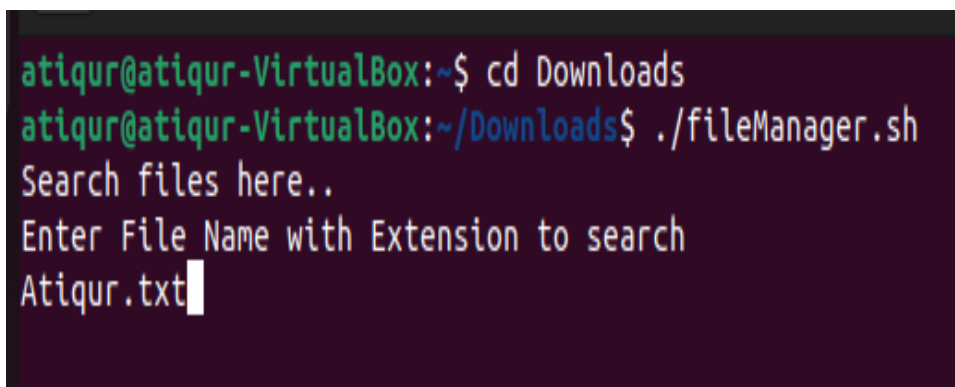 atiqur@atiqur-VirtualBox:~$ cd Downloads
atiqur@atiqur-VirtualBox:~/Downloads$ ./fileManager.sh
Search files here..
Enter File Name with Extension to search
Atiqur.txt